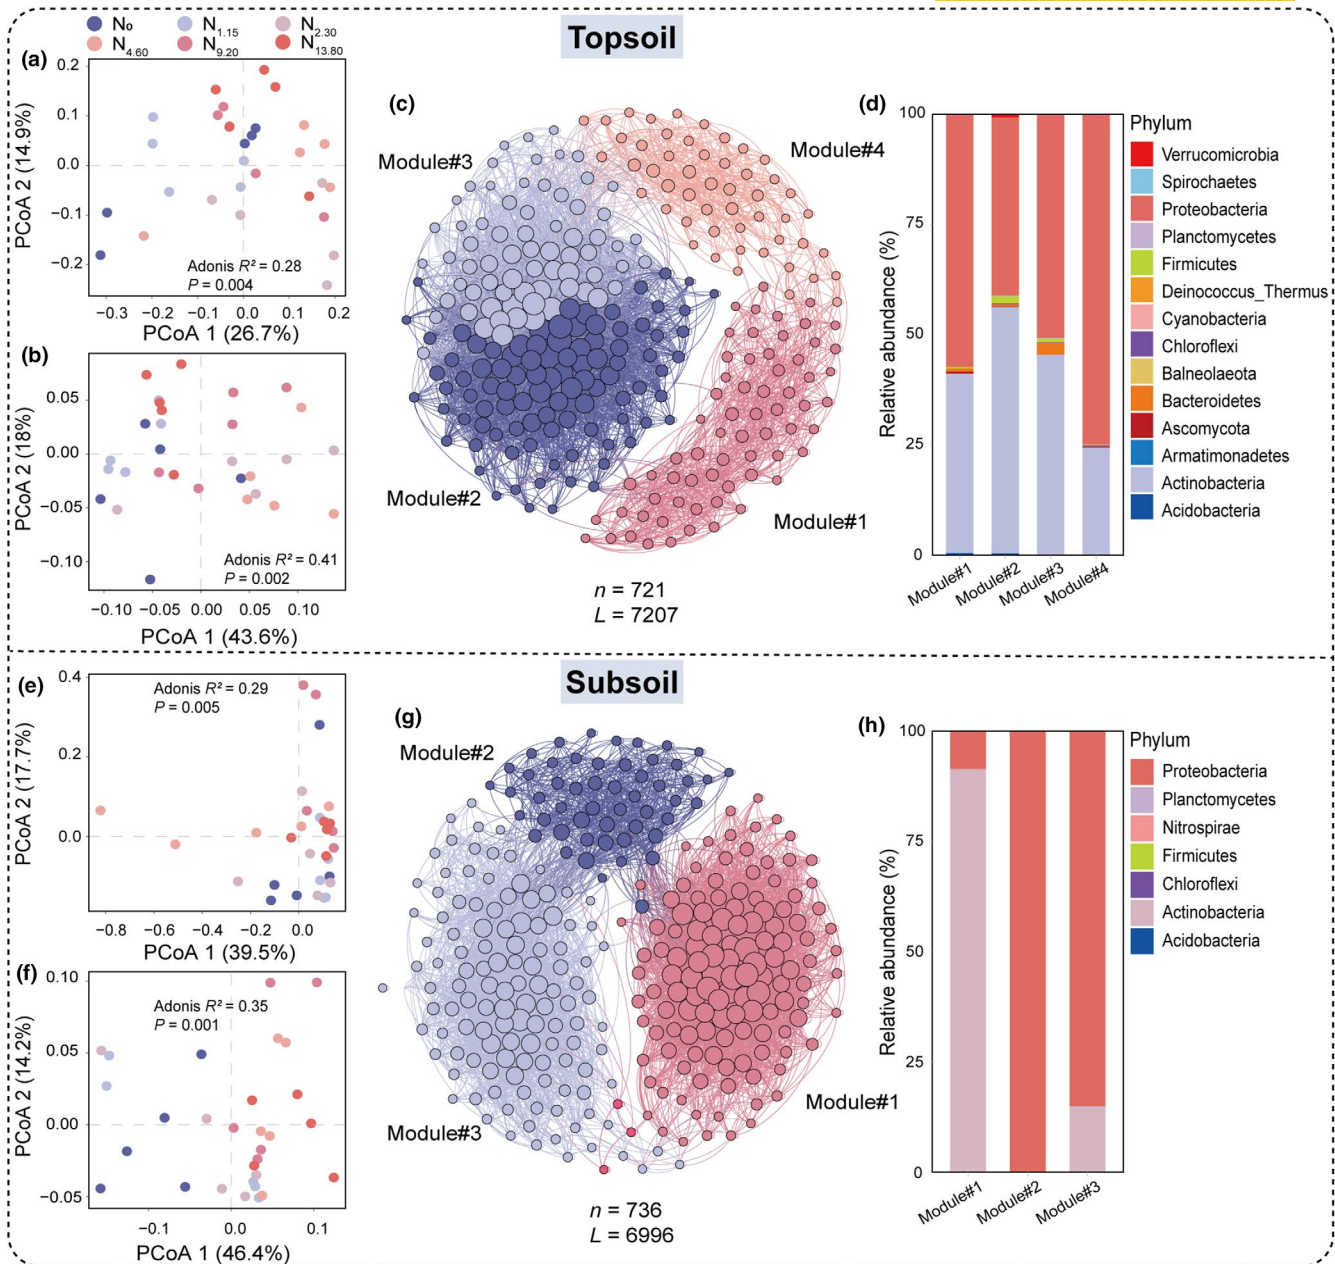 N0 N1.15 N2.30
N4.60 N9.20 N13.80
Topsoil
(a)
0.2
0.1
0.0
−0.1
−0.2
PCoA 2 (14.9%)
Adonis R² = 0.28
P = 0.004
−0.3 −0.2 −0.1 0.0 0.1 0.2
PCoA 1 (26.7%)
(b)
0.05
0.00
−0.05
−0.10
PCoA 2 (18%)
Adonis R² = 0.41
P = 0.002
−0.10 −0.05 0.00 0.05 0.10
PCoA 1 (43.6%)
(c)
Module#3
Module#4
Module#2
Module#1
n = 721
L = 7207
(d)
100
75
50
25
0
Relative abundance (%)
Module#1 Module#2 Module#3 Module#4
Phylum
Verrucomicrobia
Spirochaetes
Proteobacteria
Planctomycetes
Firmicutes
Deinococcus_Thermus
Cyanobacteria
Chloroflexi
Balneolaeota
Bacteroidetes
Ascomycota
Armatimonadetes
Actinobacteria
Acidobacteria
Subsoil
(e)
0.4
0.2
0.0
PCoA 2 (17.7%)
Adonis R² = 0.29
P = 0.005
−0.8 −0.6 −0.4 −0.2 0.0
PCoA 1 (39.5%)
(f)
0.10
0.05
0.00
−0.05
PCoA 2 (14.2%)
Adonis R² = 0.35
P = 0.001
−0.1 0.0 0.1
PCoA 1 (46.4%)
(g)
Module#2
Module#3
Module#1
n = 736
L = 6996
(h)
100
75
50
25
0
Relative abundance (%)
Module#1 Module#2 Module#3
Phylum
Proteobacteria
Planctomycetes
Nitrospirae
Firmicutes
Chloroflexi
Actinobacteria
Acidobacteria